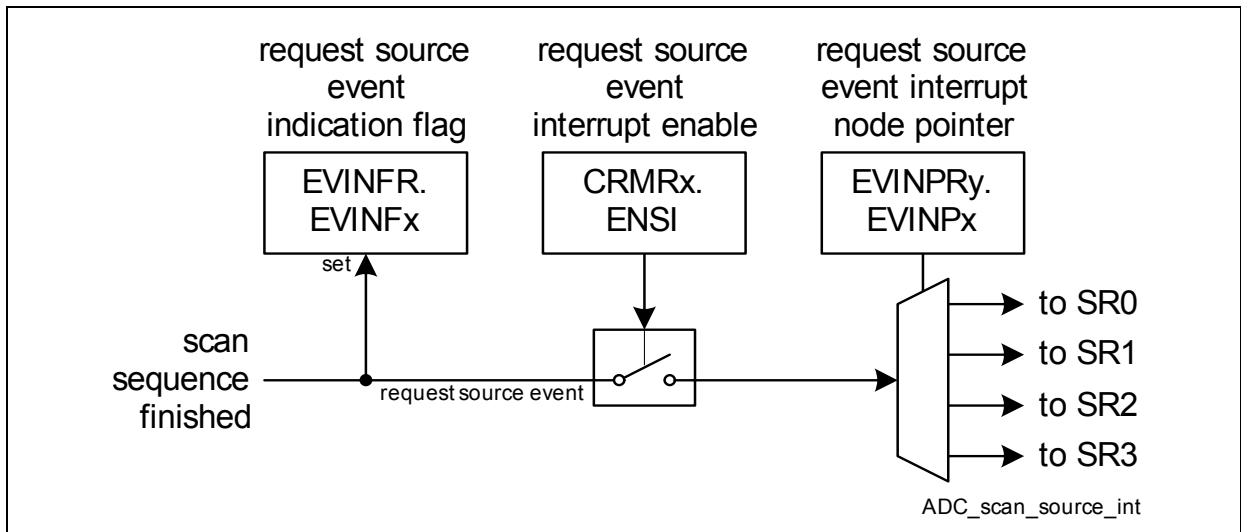 request source
event
indication flag
request source
event
interrupt enable
request source
event interrupt
node pointer
EVINFR.
EVINFx
CRMRx.
ENSI
EVINPRy.
EVINPx
set
scan
sequence
finished
request source event
to SR0
to SR1
to SR2
to SR3
ADC_scan_source_int